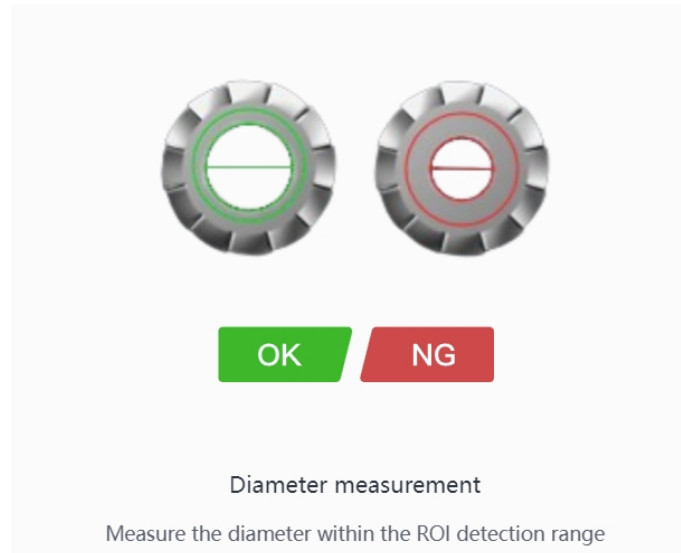 OK
NG
Diameter measurement
Measure the diameter within the ROI detection range